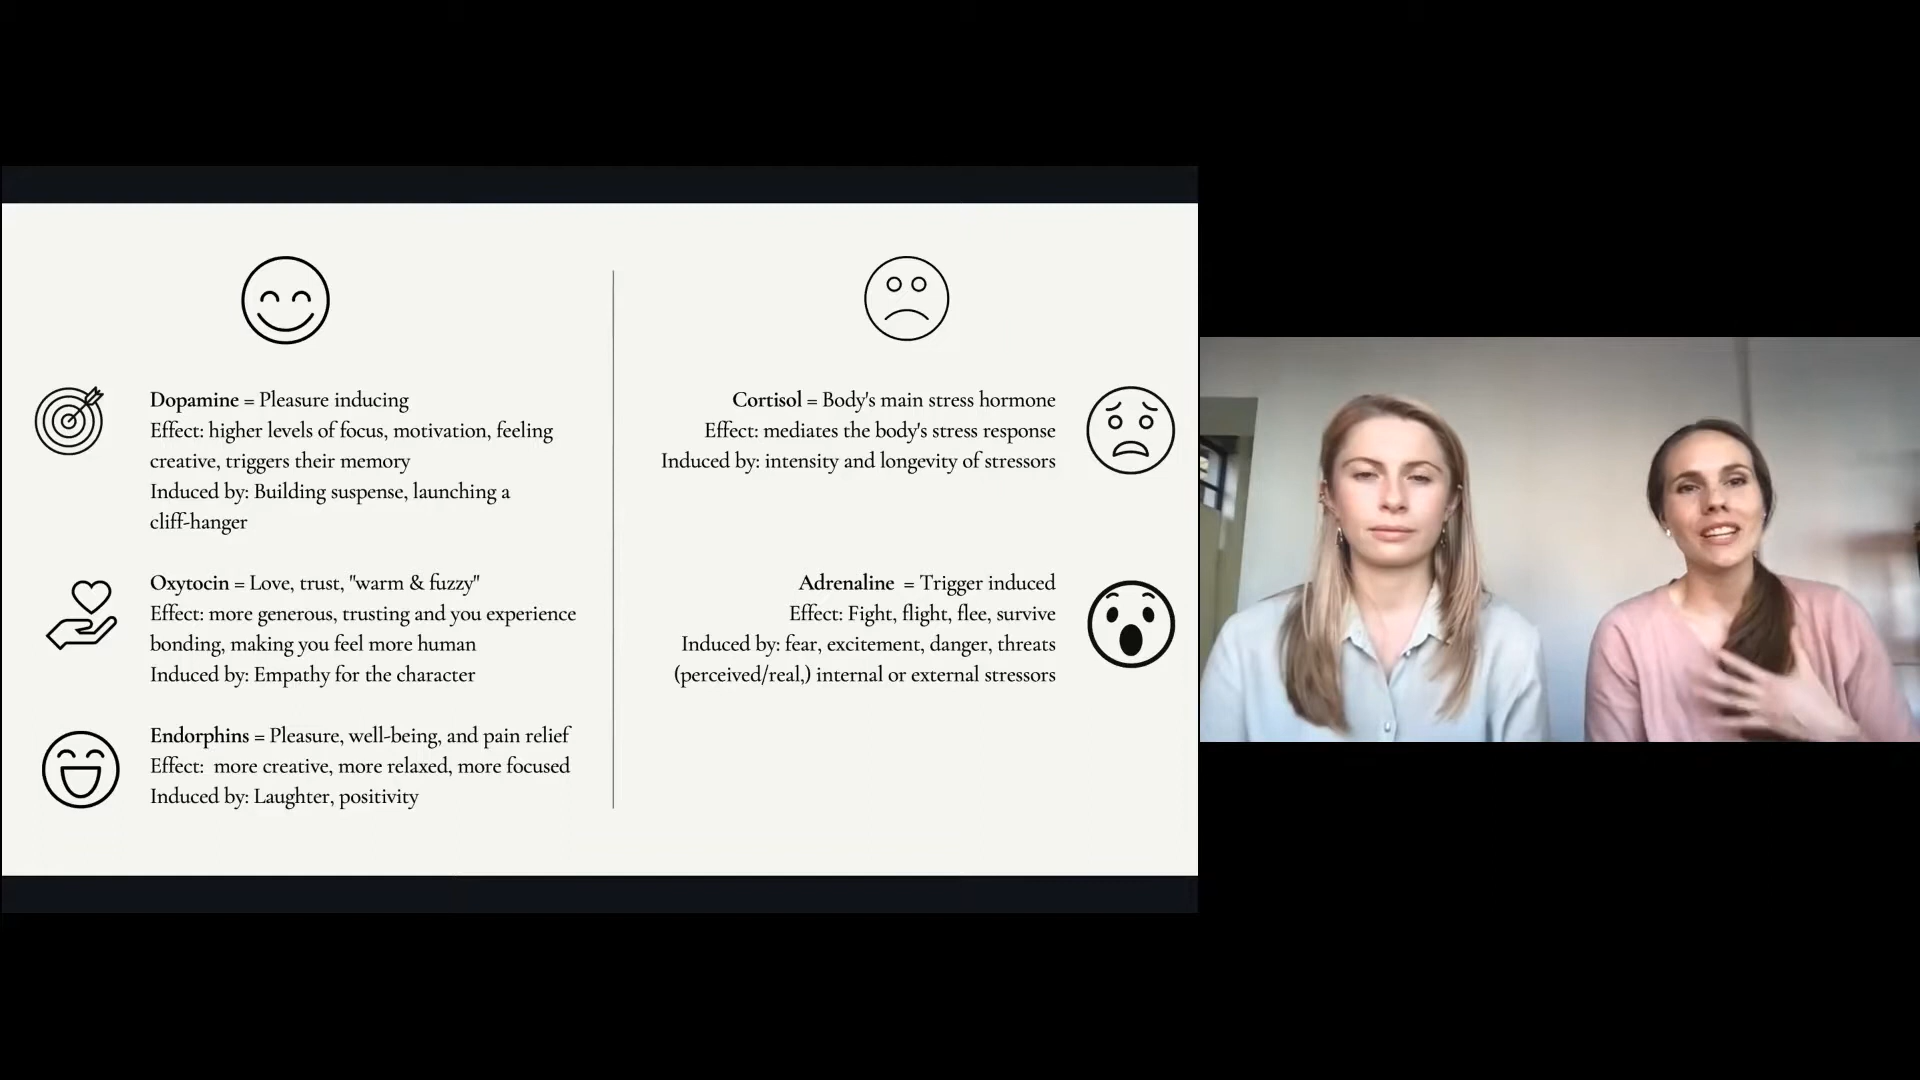 Dopamine = Pleasure inducing
Effect: higher levels of focus, motivation, feeling
creative, triggers their memory
Induced by: Building suspense, launching a
cliff-hanger
Oxytocin = Love, trust, "warm & fuzzy"
Effect: more generous, trusting and you experience
bonding, making you feel more human
Induced by: Empathy for the character
Endorphins = Pleasure, well-being, and pain relief
Effect:  more creative, more relaxed, more focused
Induced by: Laughter, positivity
Cortisol = Body's main stress hormone
Effect: mediates the body's stress response
Induced by: intensity and longevity of stressors
Adrenaline  = Trigger induced
Effect: Fight, flight, flee, survive
Induced by: fear, excitement, danger, threats
(perceived/real,) internal or external stressors